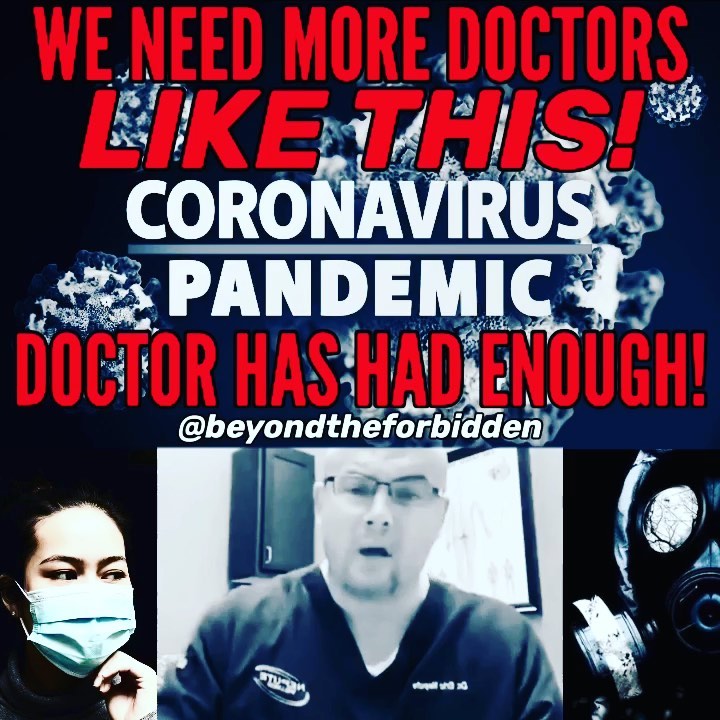 WE NEED MORE DOCTORS
LIKE THIS!
CORONAVIRUS
PANDEMIC
DOCTOR HAS HAD ENOUGH!
@beyondtheforbidden